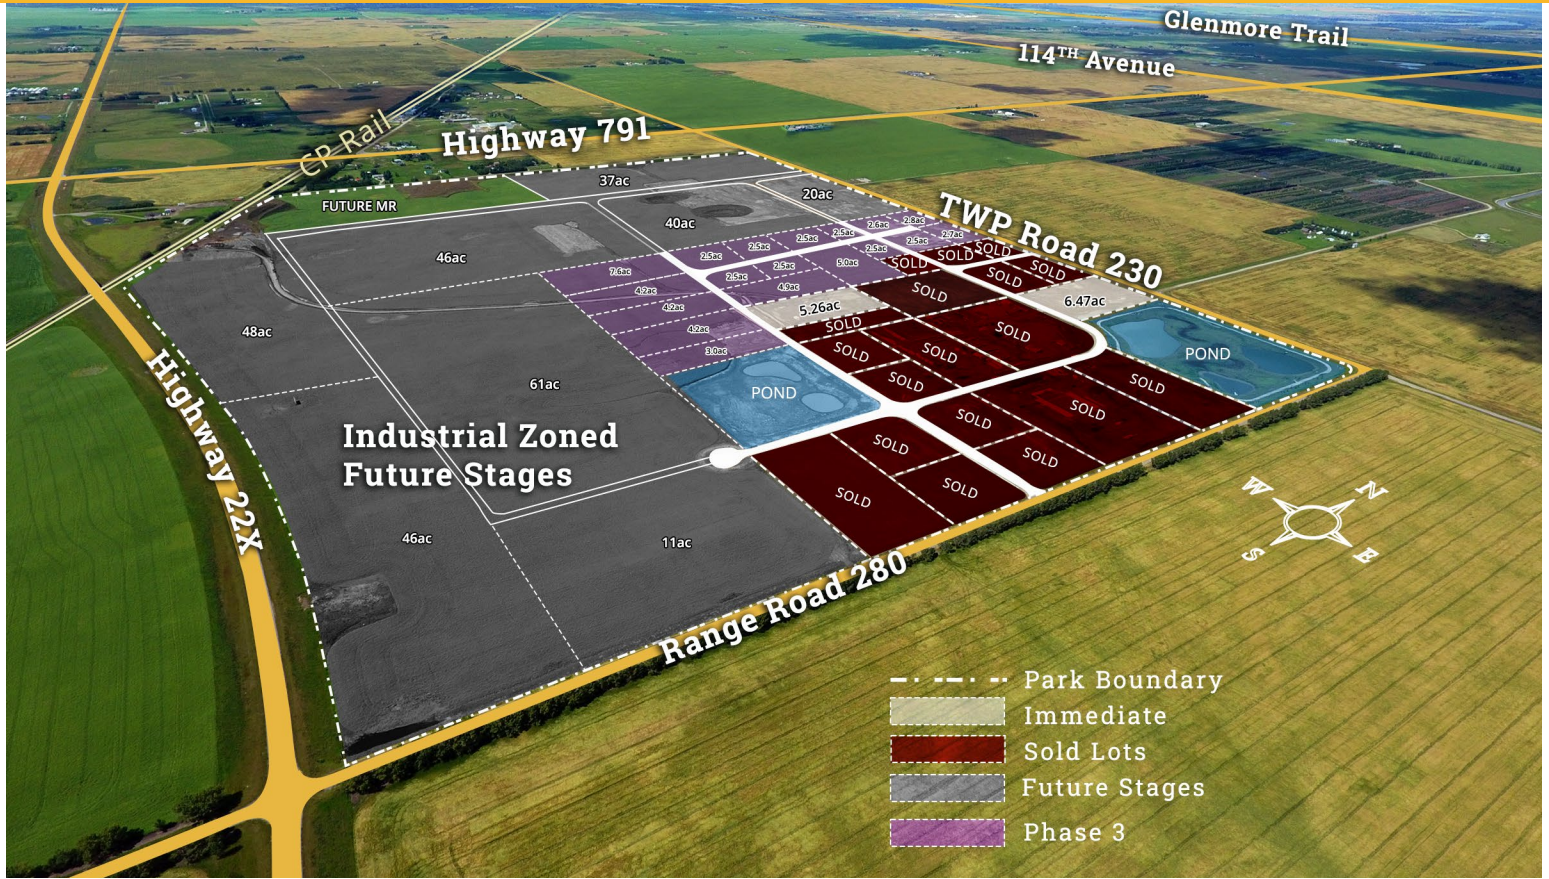 Glenmore Trail
114TH Avenue
CP Rail
Highway 791
37ac
20ac
FUTURE MR
40ac
TWP Road 230
2.6ac
2.8ac
2.5ac
2.7ac
2.5ac
2.5ac
2.5ac
2.5ac
2.5ac
46ac
7.6ac
2.5ac
2.5ac
5.0ac
SOLD
SOLD
SOLD
SOLD
SOLD
4.2ac
4.9ac
SOLD
6.47ac
4.2ac
5.26ac
48ac
4.2ac
SOLD
SOLD
3.0ac
SOLD
SOLD
POND
61ac
POND
SOLD
SOLD
Highway 22X
Industrial Zoned
Future Stages
SOLD
SOLD
SOLD
SOLD
SOLD
SOLD
46ac
11ac
W
N
S
E
Range Road 280
Park Boundary
Immediate
Sold Lots
Future Stages
Phase 3